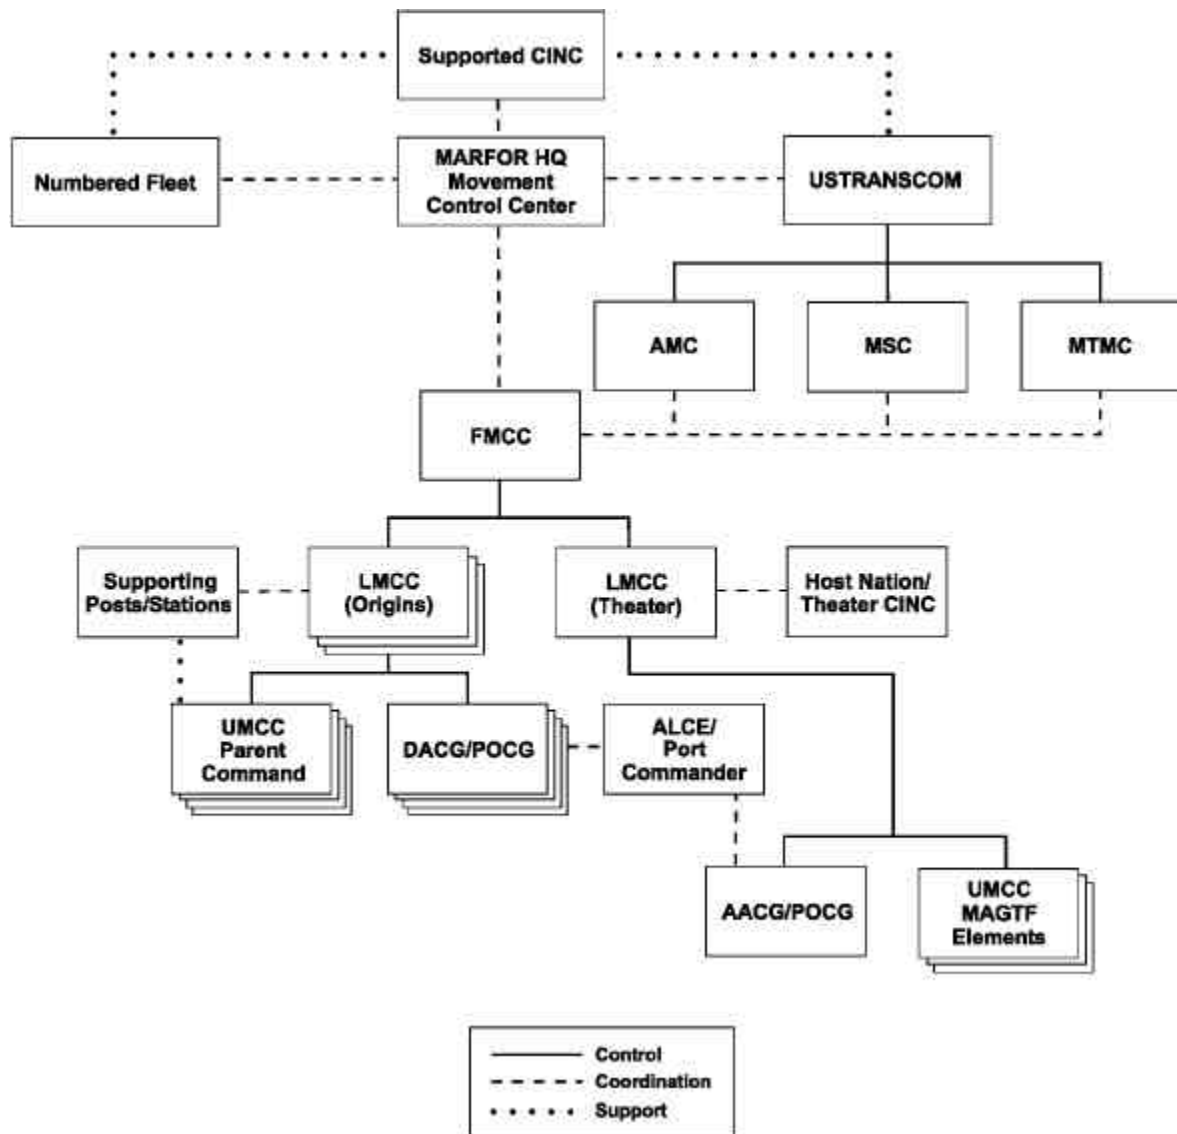 Supported CINC
Numbered Fleet
MARFOR HQ
Movement
Control Center
USTRANSCOM
AMC
MSC
MTMC
FMCC
Supporting
Posts/Stations
LMCC
(Origins)
LMCC
(Theater)
Host Nation/
Theater CINC
UMCC
Parent
Command
DACG/POCG
ALCE/
Port
Commander
AACG/POCG
UMCC
MAGTF
Elements
Control
Coordination
Support